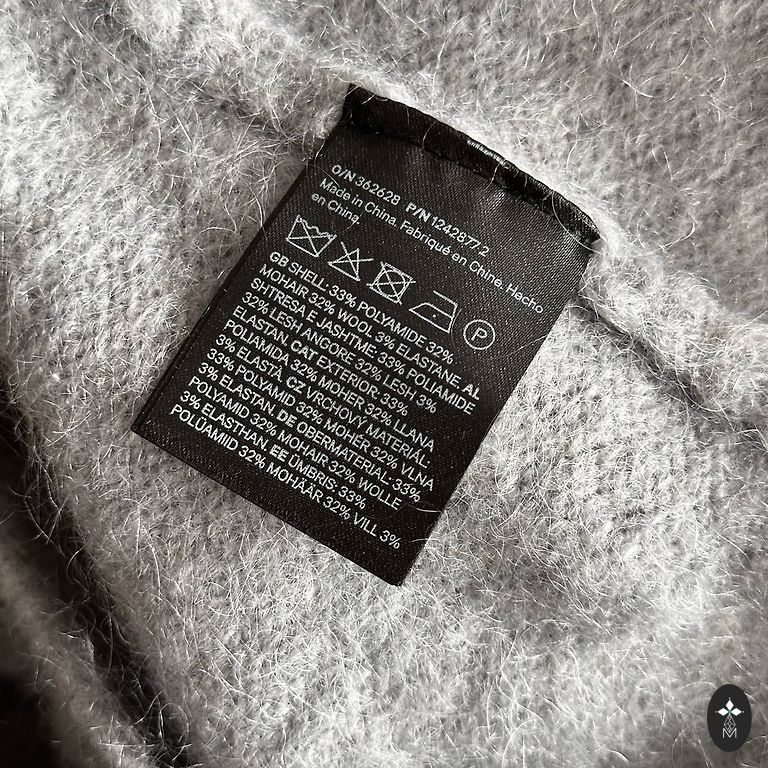 O/N 362628 P/N 1242877 2
Made in China. Fabriqué en Chine. Hecho
en China.
P
GB SHELL: 33% POLYAMIDE 32%
MOHAIR 32% WOOL 3% ELASTANE. AL
SHTRESA E JASHTME: 33% POLIAMIDE
32% LESH ANGORE 32% LESH 3%
ELASTAN. CAT EXTERIOR: 33%
POLIAMIDA 32% MOHER 32% LLANA
3% ELASTÀ. CZ VRCHOVÝ MATERIÁL:
33% POLYAMID 32% MOHÉR 32% VLNA
3% ELASTAN. DE OBERMATERIAL: 33%
POLYAMID 32% MOHAIR 32% WOLLE
3% ELASTHAN. EE ÜMBRIS: 33%
POLÜAMIID 32% MOHÄÄR 32% VILL 3%
M